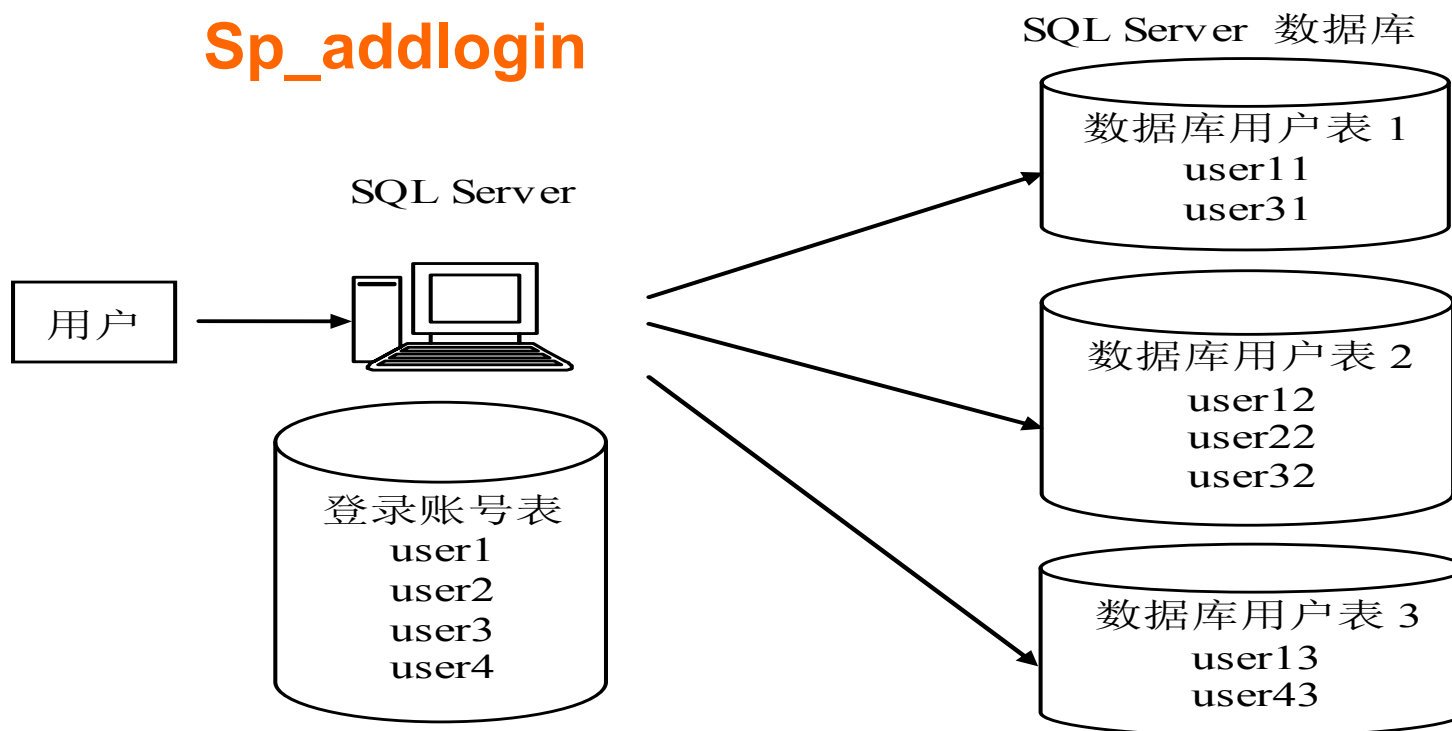 Sp_addlogin
SQL Server 数据库
数据库用户表 1
user11
user31
SQL Server
用户
数据库用户表 2
user12
user22
user32
登录账号表
user1
user2
user3
user4
数据库用户表 3
user13
user43